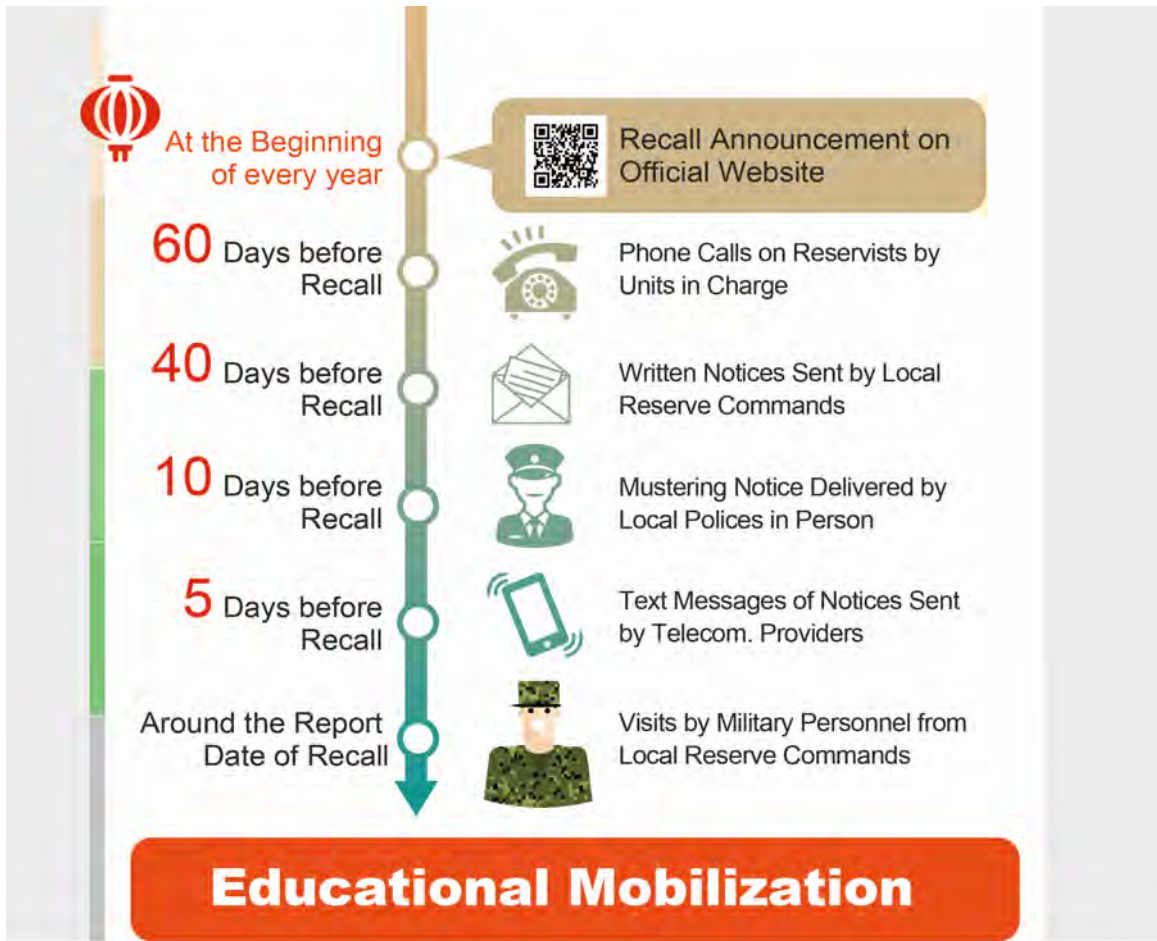 At the Beginning
of every year
Recall Announcement on
Official Website
60 Days before
Recall
Phone Calls on Reservists by
Units in Charge
40 Days before
Recall
Written Notices Sent by Local
Reserve Commands
10 Days before
Recall
Mustering Notice Delivered by
Local Polices in Person
5 Days before
Recall
Text Messages of Notices Sent
by Telecom. Providers
Around the Report
Date of Recall
Visits by Military Personnel from
Local Reserve Commands
Educational Mobilization